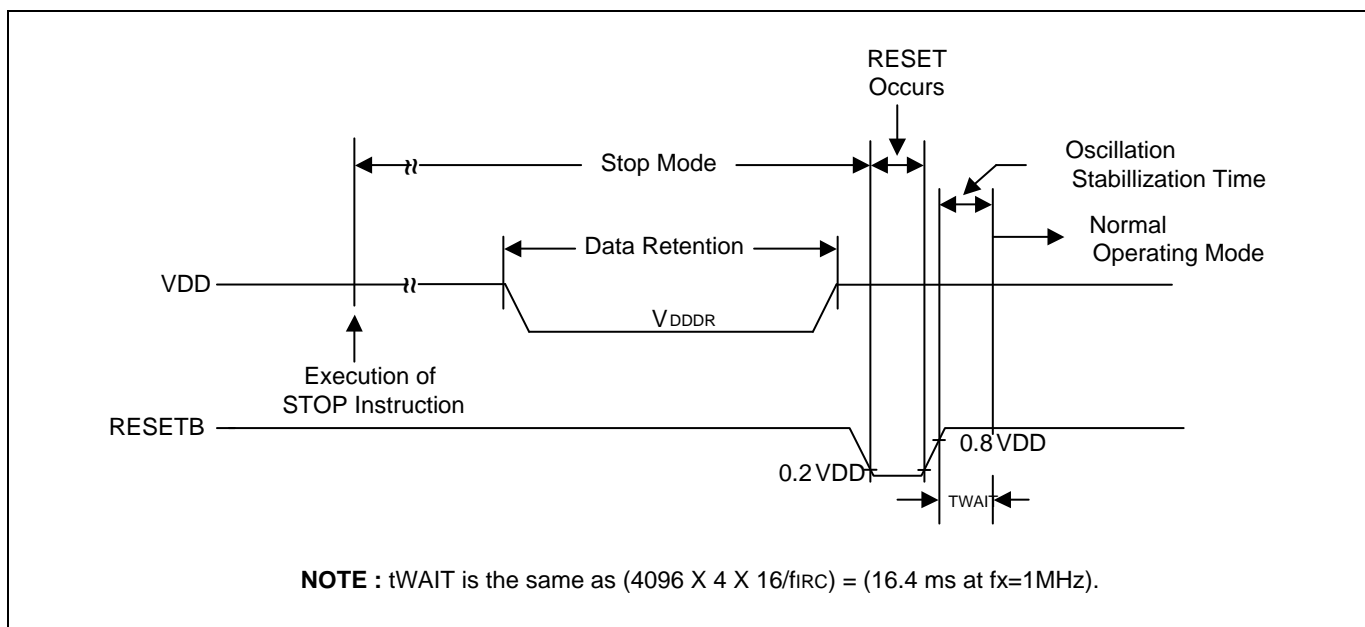 RESET
Occurs
Stop Mode
Oscillation
Stabillization Time
Data Retention
Normal
Operating Mode
VDD
VDDDR
Execution of
STOP Instruction
RESETB
0.8 VDD
0.2 VDD
TWAIT
NOTE : tWAIT is the same as (4096 X 4 X 16/fIRC) = (16.4 ms at fx=1MHz).